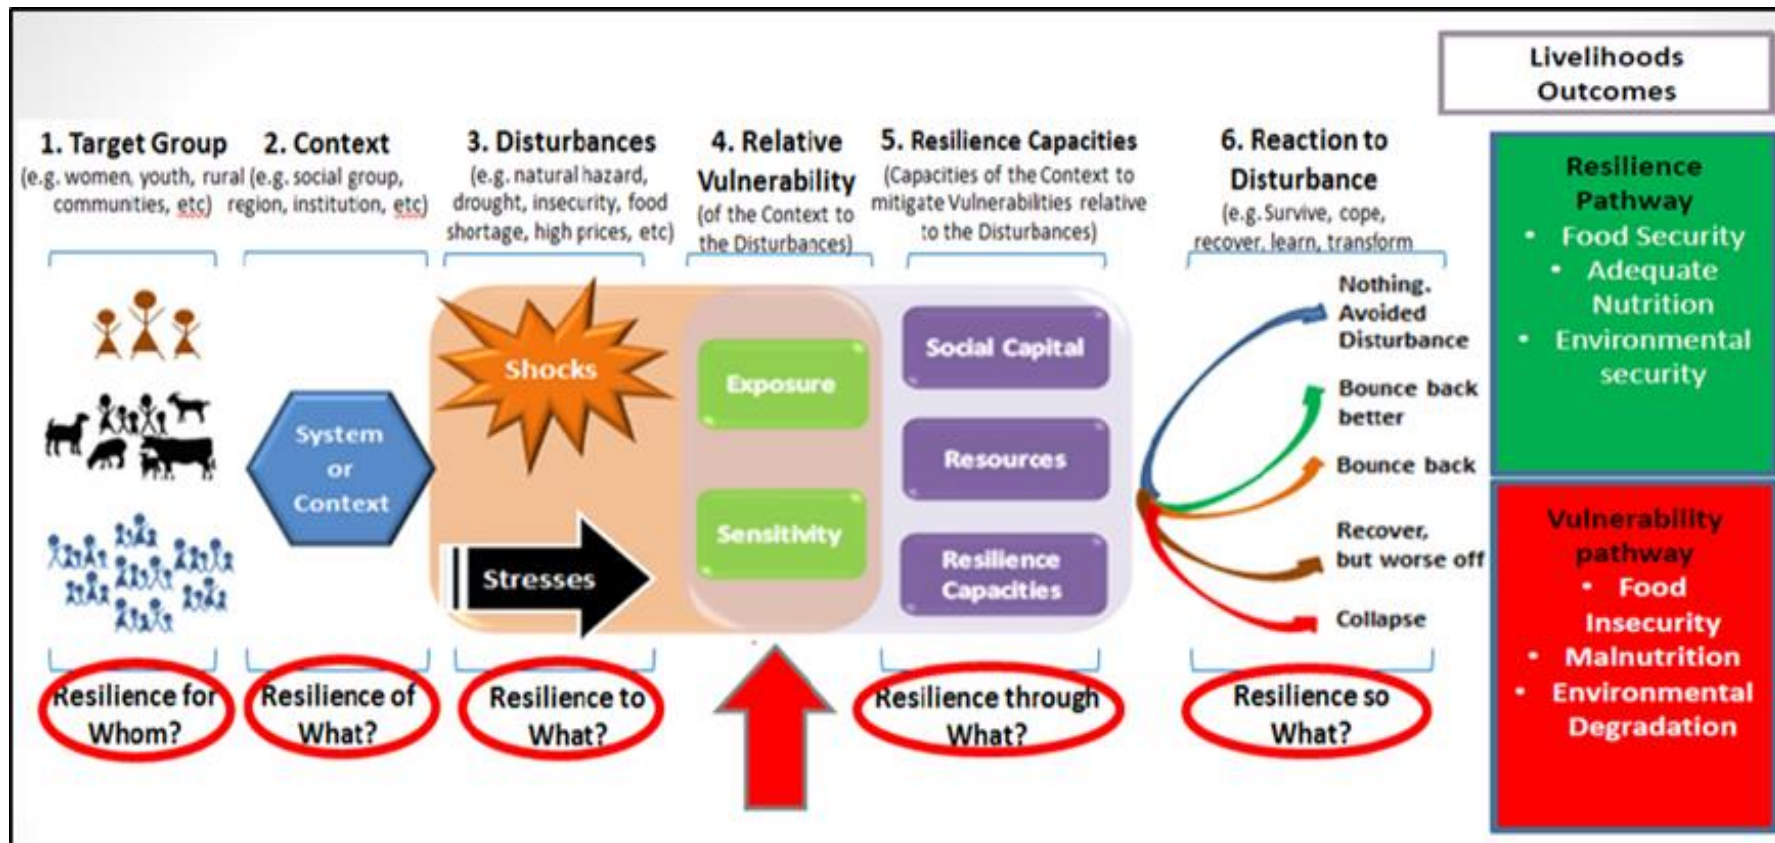 Livelihoods
Outcomes
1. Target Group
(e.g. women, youth, rural
communities, etc)
2. Context
(e.g. social group,
region, institution, etc)
3. Disturbances
(e.g. natural hazard,
drought, insecurity, food
shortage, high prices, etc)
4. Relative
Vulnerability
(of the Context to
the Disturbances)
5. Resilience Capacities
(Capacities of the Context to
mitigate Vulnerabilities relative
to the Disturbances)
6. Reaction to
Disturbance
(e.g. Survive, cope,
recover, learn, transform
System
or
Context
Shocks
Stresses
Exposure
Sensitivity
Social Capital
Resources
Resilience
Capacities
Nothing.
Avoided
Disturbance
Bounce back
better
Bounce back
Recover,
but worse off
Collapse
Resilience
Pathway
• Food Security
• Adequate
Nutrition
• Environmental
security
Vulnerability
pathway
• Food
Insecurity
• Malnutrition
• Environmental
Degradation
Resilience for
Whom?
Resilience of
What?
Resilience to
What?
Resilience through
What?
Resilience so
What?